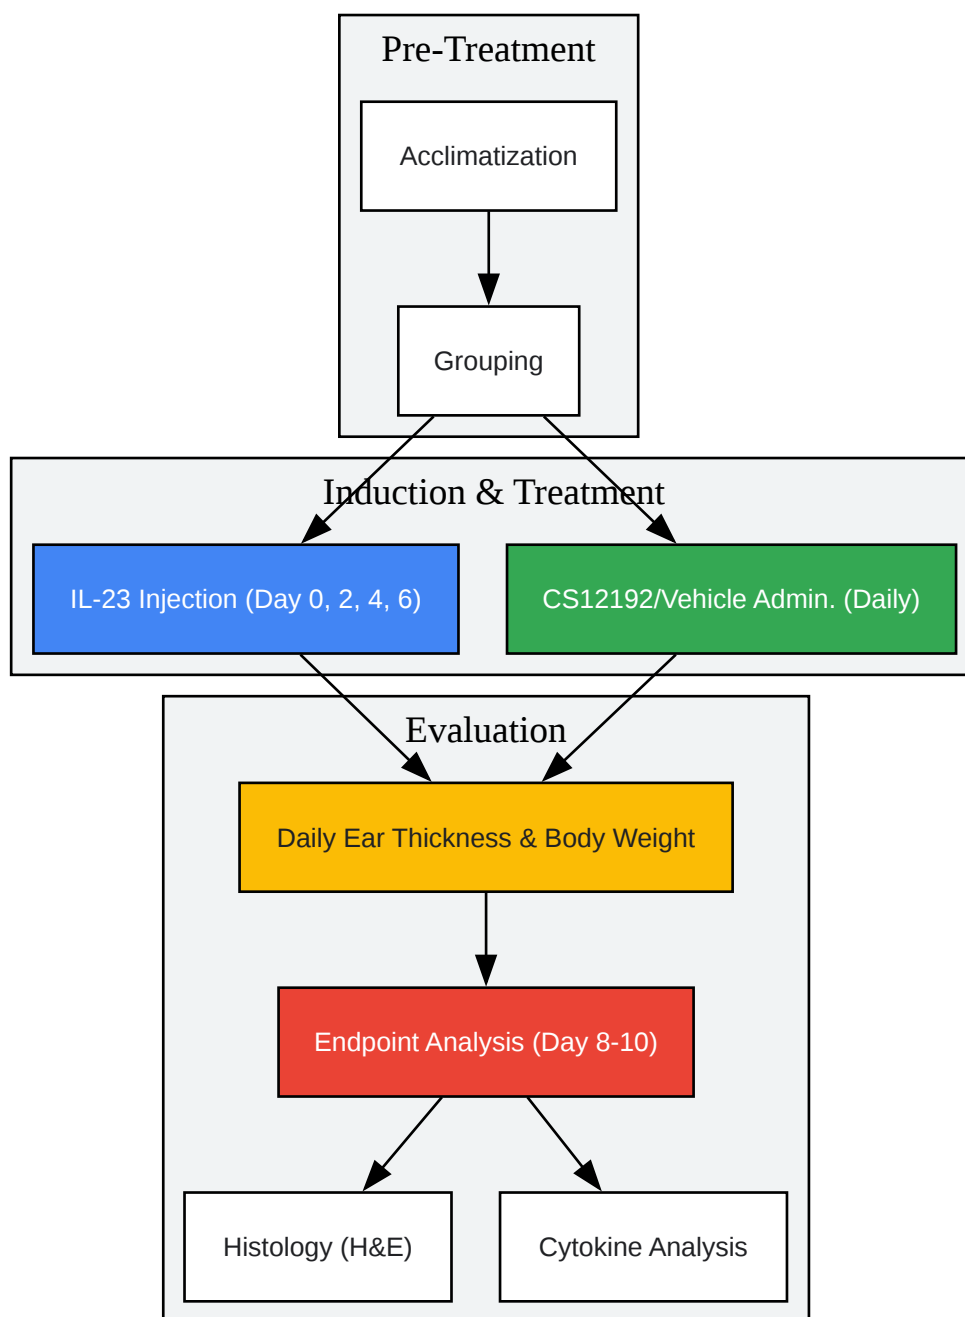 Pre-Treatment
Acclimatization
Grouping
Induction & Treatment
IL-23 Injection (Day 0, 2, 4, 6)
CS12192/Vehicle Admin. (Daily)
Evaluation
Daily Ear Thickness & Body Weight
Endpoint Analysis (Day 8-10)
Histology (H&E)
Cytokine Analysis